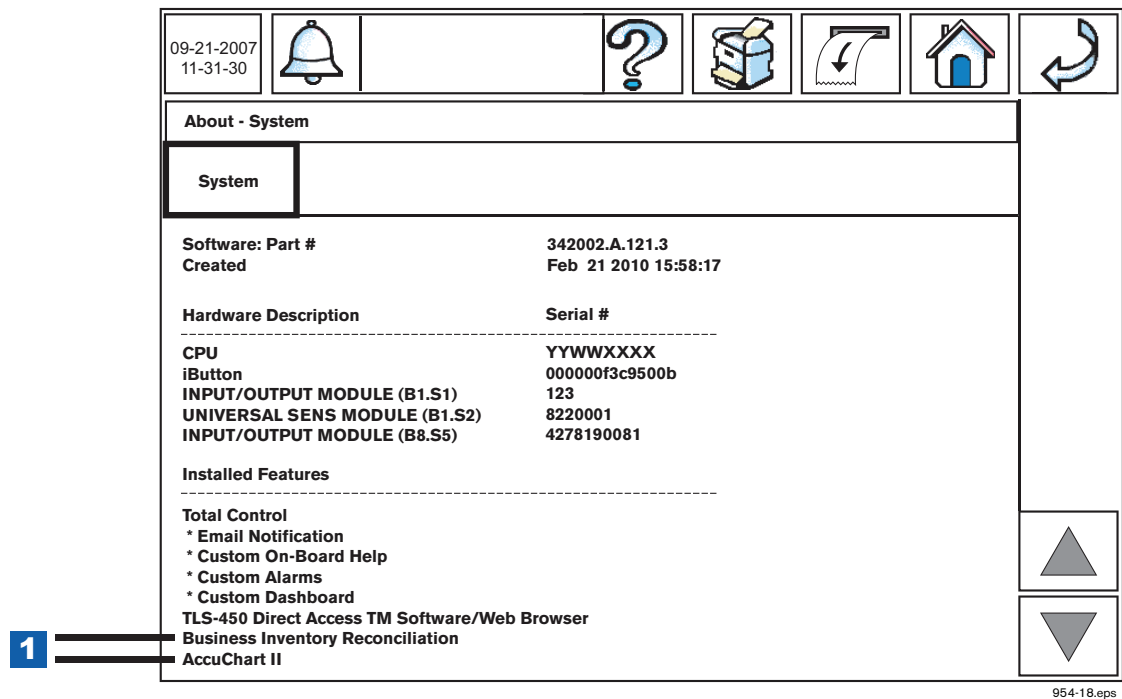 09-21-2007
11-31-30
About - System
System
Software: Part # 342002.A.121.3
Created Feb 21 2010 15:58:17
Hardware Description Serial #
CPU YYWWXXXX
iButton 000000f3c9500b
INPUT/OUTPUT MODULE (B1.S1) 123
UNIVERSAL SENS MODULE (B1.S2) 8220001
INPUT/OUTPUT MODULE (B8.S5) 4278190081
Installed Features
Total Control
* Email Notification
* Custom On-Board Help
* Custom Alarms
* Custom Dashboard
TLS-450 Direct Access TM Software/Web Browser
1
Business Inventory Reconciliation
AccuChart II
954-18.eps